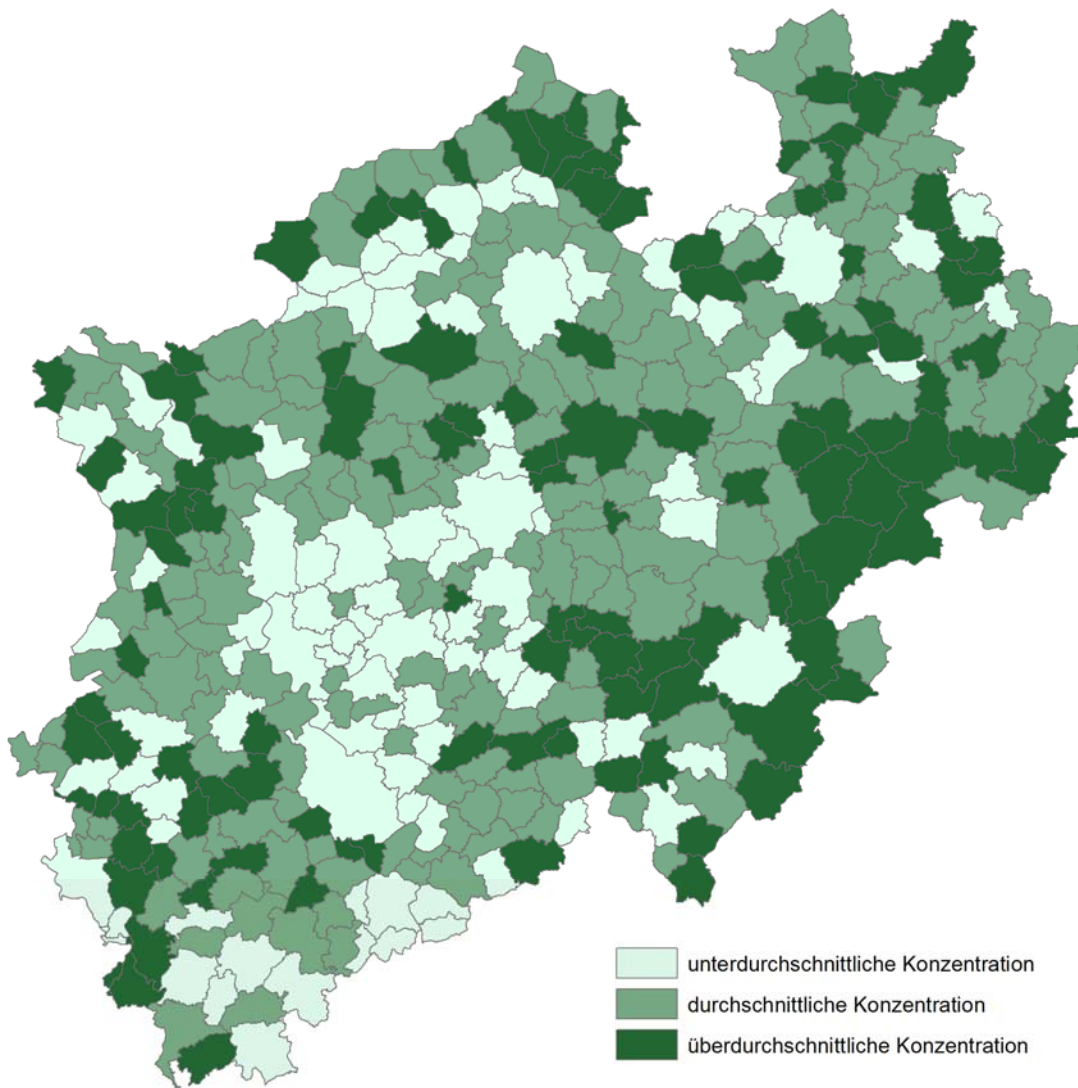 unterdurchschnittliche Konzentration
durchschnittliche Konzentration
überdurchschnittliche Konzentration